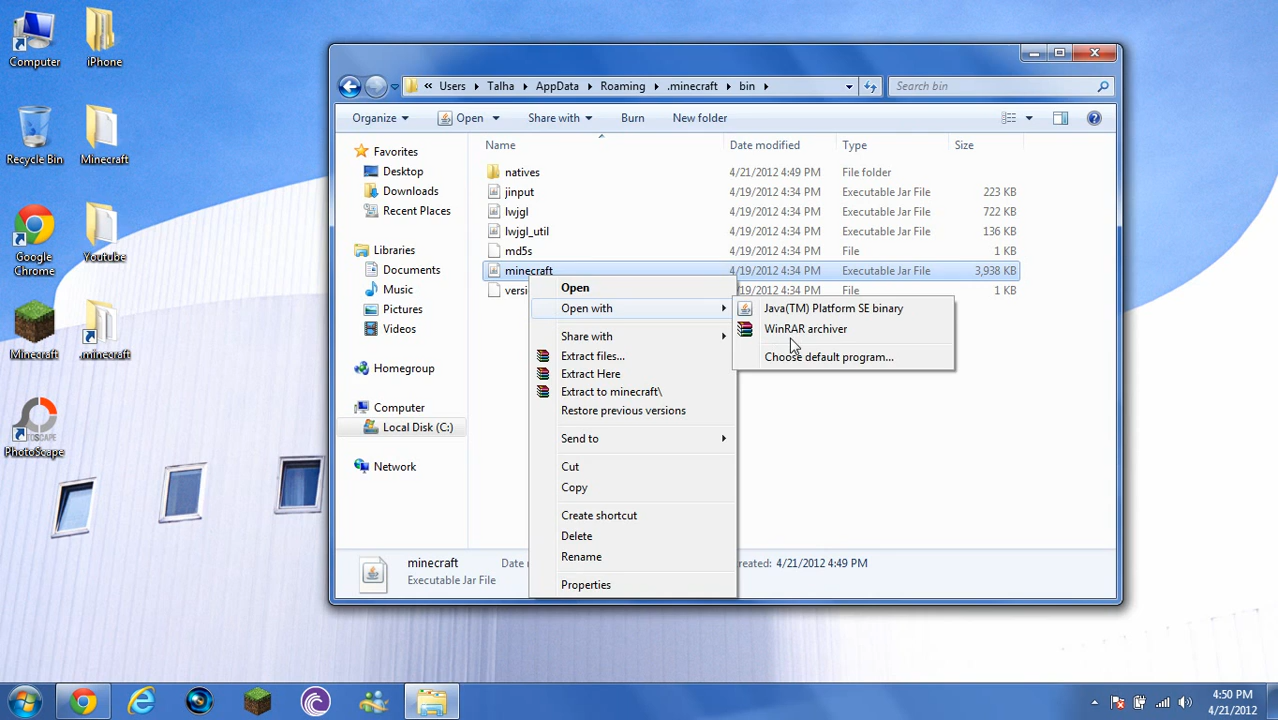 Computer
iPhone
Recycle Bin
Minecraft
Google Chrome
Youtube
Minecraft
.minecraft
PhotoScape
« Users Talha AppData Roaming .minecraft bin
Search bin
Organize Open Share with Burn New folder
Favorites
Desktop
Downloads
Recent Places
Libraries
Documents
Music
Pictures
Videos
Homegroup
Computer
Local Disk (C:)
Network
Name Date modified Type Size
natives 4/21/2012 4:49 PM File folder
jinput 4/19/2012 4:34 PM Executable Jar File 223 KB
lwjgl 4/19/2012 4:34 PM Executable Jar File 722 KB
lwjgl_util 4/19/2012 4:34 PM Executable Jar File 136 KB
md5s 4/19/2012 4:34 PM File 1 KB
minecraft 4/19/2012 4:34 PM Executable Jar File 3,938 KB
versi 4/19/2012 4:34 PM File 1 KB
Open
Open with
Share with
Extract files...
Extract Here
Extract to minecraft\
Restore previous versions
Send to
Cut
Copy
Create shortcut
Delete
Rename
Properties
Java(TM) Platform SE binary
WinRAR archiver
Choose default program...
minecraft Date
Executable Jar File
reated: 4/21/2012 4:49 PM
4:50 PM
4/21/2012